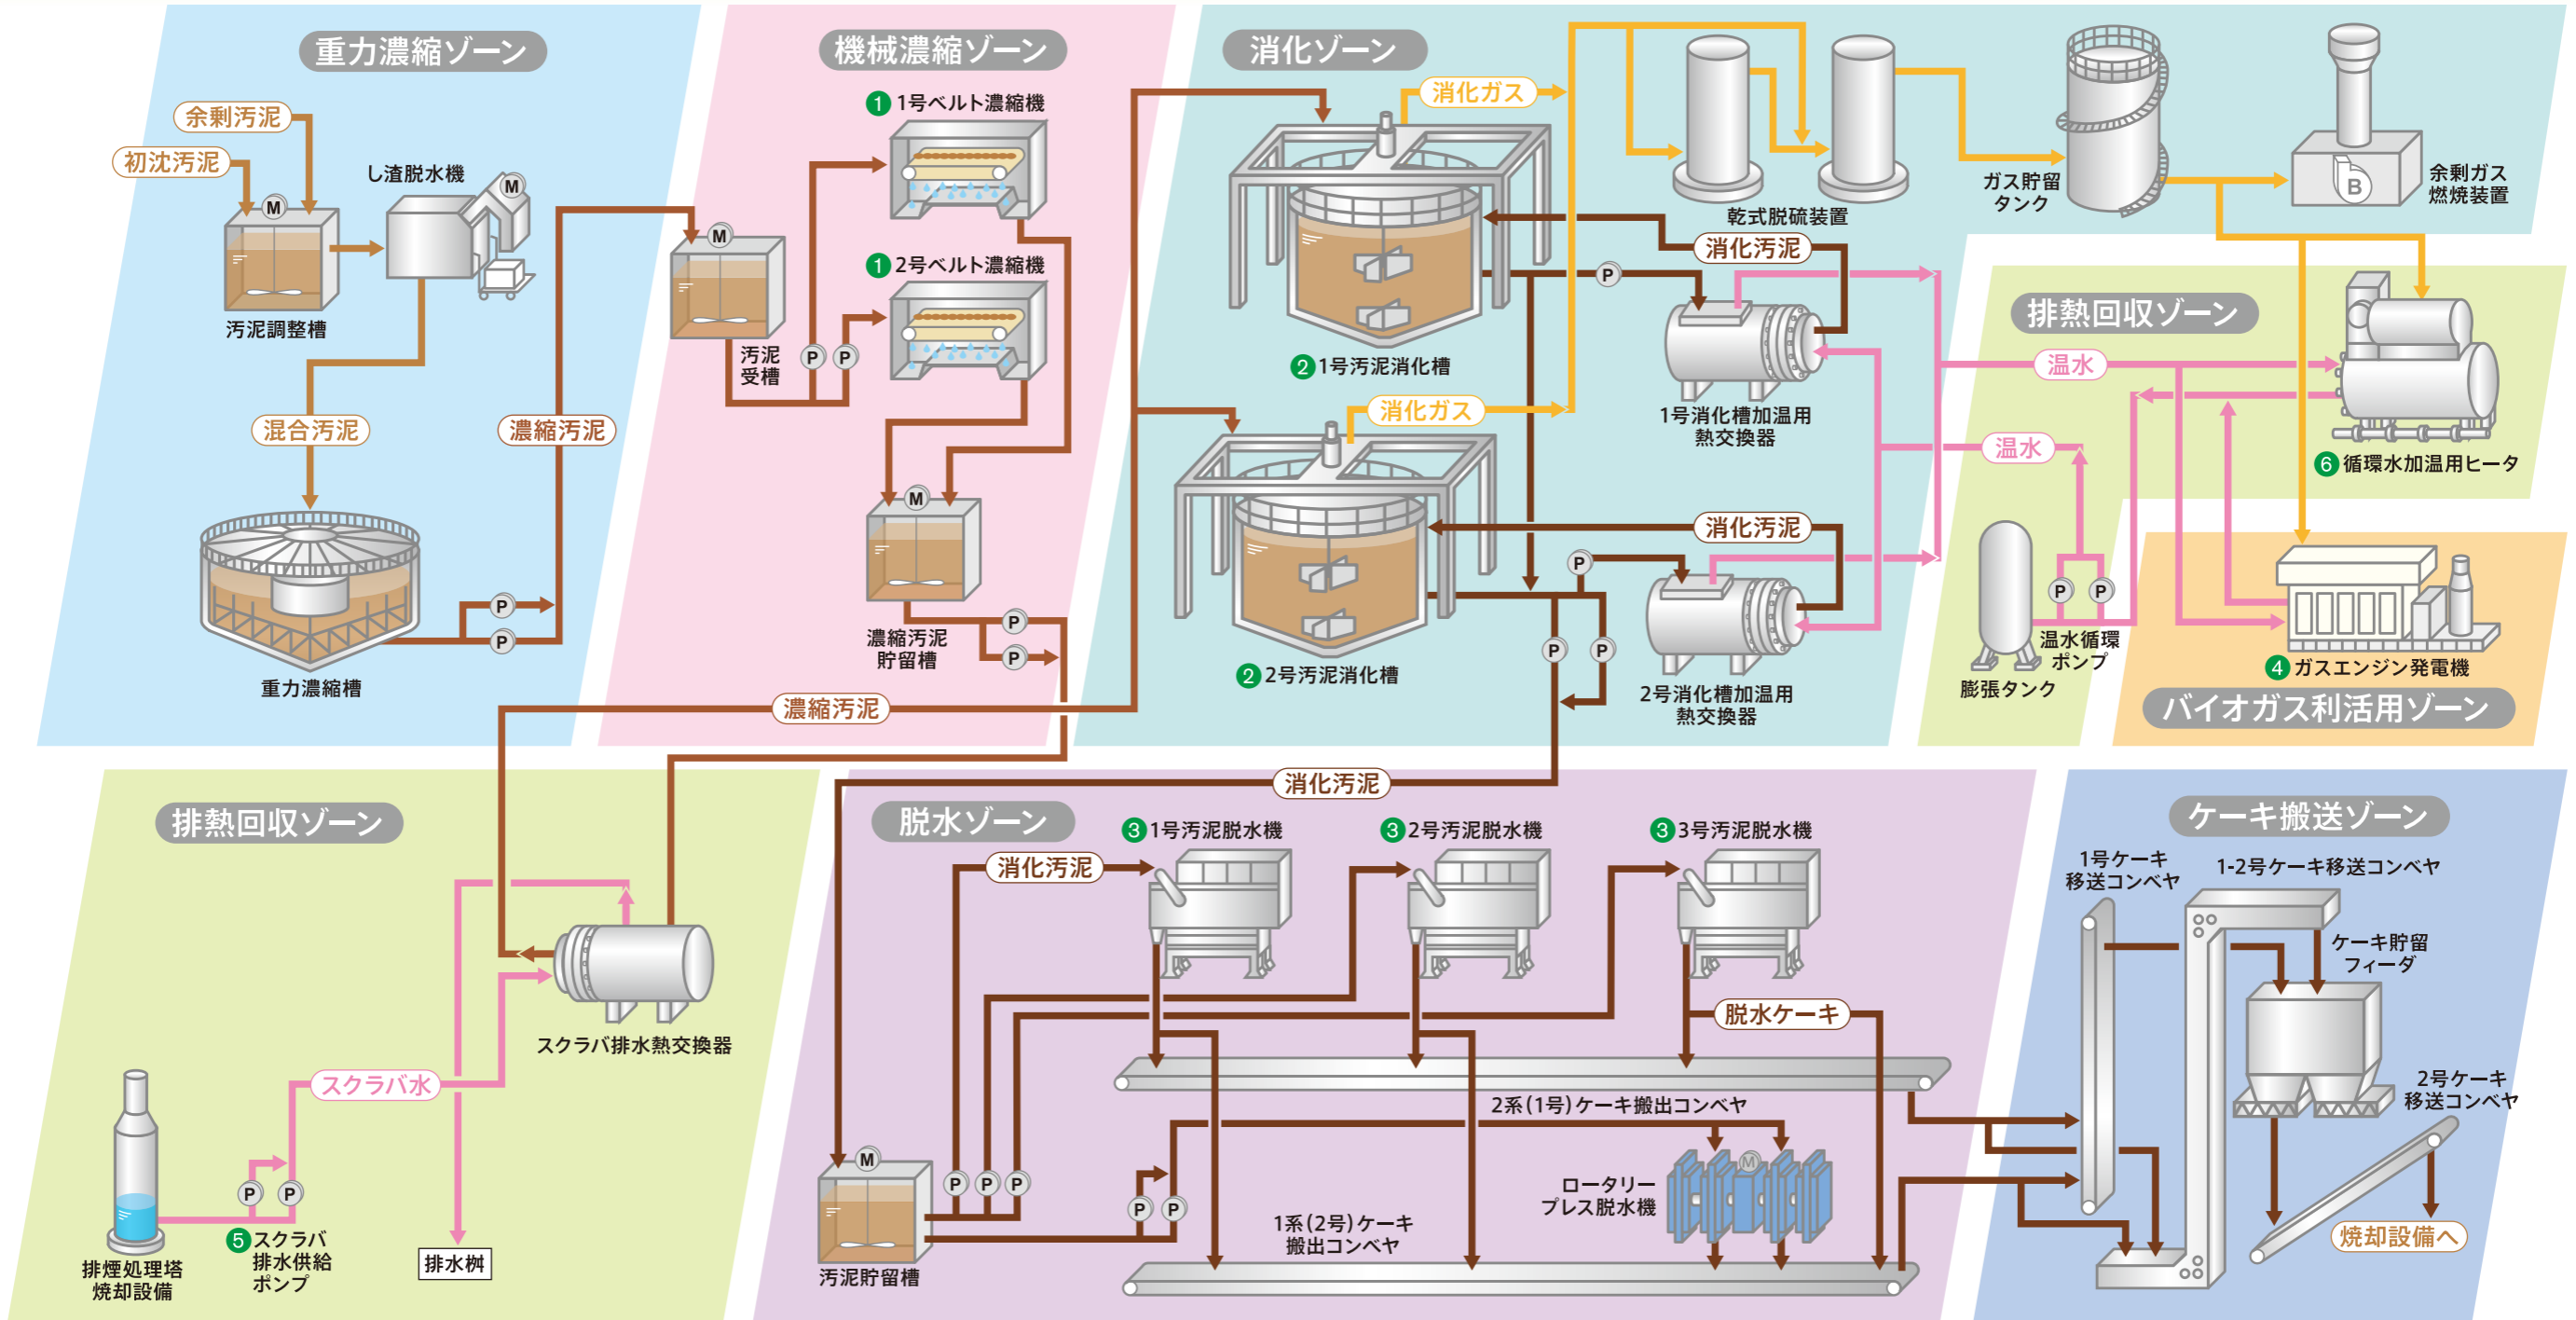 重力濃縮ゾーン
余剰汚泥
初沈汚泥
M
し渣脱水機
M
汚泥調整槽
混合汚泥
濃縮汚泥
P
P
重力濃縮槽
機械濃縮ゾーン
1 1号ベルト濃縮機
M
1 2号ベルト濃縮機
汚泥
受槽
P
P
M
濃縮汚泥
貯留槽
P
P
濃縮汚泥
消化ゾーン
消化ガス
乾式脱硫装置
ガス貯留
タンク
B
余剰ガス
燃焼装置
消化汚泥
P
2 1号汚泥消化槽
1号消化槽加温用
熱交換器
消化ガス
消化汚泥
P
P
P
2 2号汚泥消化槽
2号消化槽加温用
熱交換器
排熱回収ゾーン
温水
温水
6 循環水加温用ヒータ
P
P
温水循環
ポンプ
膨張タンク
4 ガスエンジン発電機
バイオガス利活用ゾーン
排熱回収ゾーン
スクラバ排水熱交換器
スクラバ水
P
P
5 スクラバ
排水供給
ポンプ
排煙処理塔
焼却設備
排水桝
脱水ゾーン
消化汚泥
3 1号汚泥脱水機
3 2号汚泥脱水機
3 3号汚泥脱水機
消化汚泥
脱水ケーキ
2系(1号)ケーキ搬出コンベヤ
M
P
P
P
P
P
M
ロータリー
プレス脱水機
1系(2号)ケーキ
搬出コンベヤ
汚泥貯留槽
ケーキ搬送ゾーン
1号ケーキ
移送コンベヤ
1-2号ケーキ移送コンベヤ
ケーキ貯留
フィーダ
2号ケーキ
移送コンベヤ
焼却設備へ